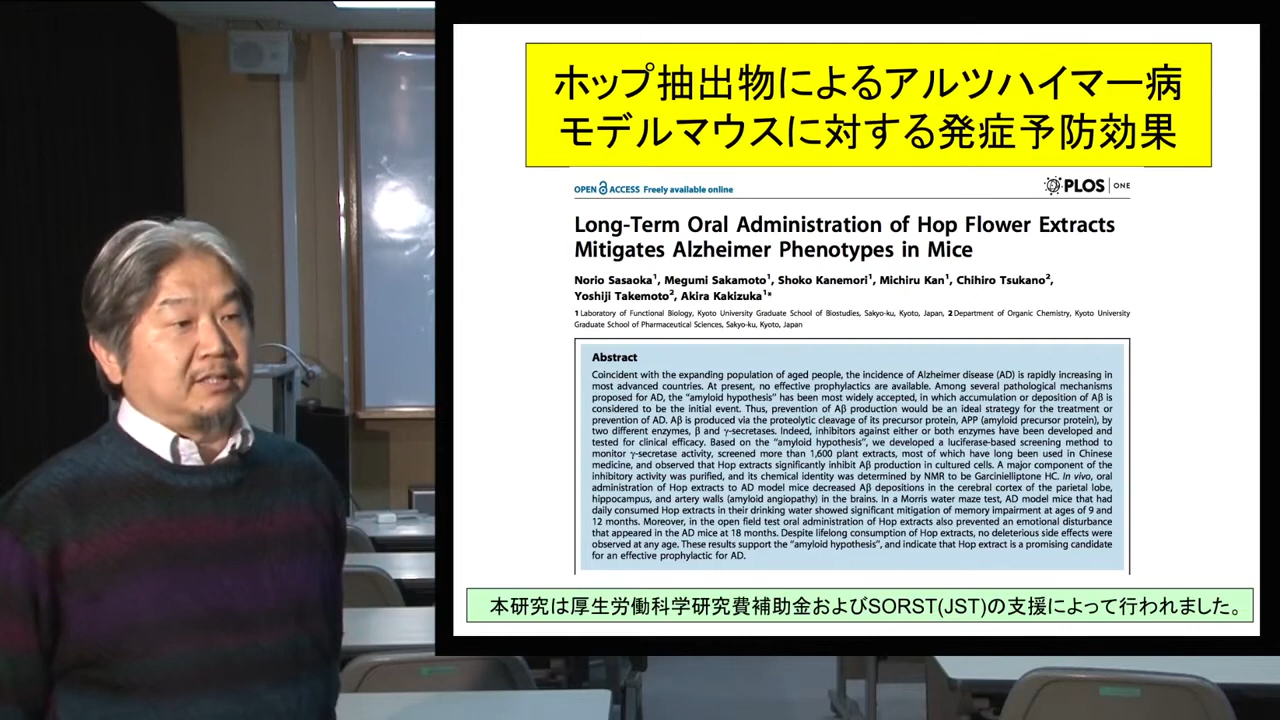 ホップ抽出物によるアルツハイマー病
モデルマウスに対する発症予防効果
OPEN ACCESS Freely available online
PLOS ONE
Long-Term Oral Administration of Hop Flower Extracts
Mitigates Alzheimer Phenotypes in Mice
Norio Sasaoka1, Megumi Sakamoto1, Shoko Kanemori1, Michiru Kan1, Chihiro Tsukano2,
Yoshiji Takemoto2, Akira Kakizuka1*
1 Laboratory of Functional Biology, Kyoto University Graduate School of Biostudies, Sakyo-ku, Kyoto, Japan, 2 Department of Organic Chemistry, Kyoto University
Graduate School of Pharmaceutical Sciences, Sakyo-ku, Kyoto, Japan
Abstract
Coincident with the expanding population of aged people, the incidence of Alzheimer disease (AD) is rapidly increasing in
most advanced countries. At present, no effective prophylactics are available. Among several pathological mechanisms
proposed for AD, the "amyloid hypothesis" has been most widely accepted, in which accumulation or deposition of Aβ is
considered to be the initial event. Thus, prevention of Aβ production would be an ideal strategy for the treatment or
prevention of AD. Aβ is produced via the proteolytic cleavage of its precursor protein, APP (amyloid precursor protein), by
two different enzymes, β and γ-secretases. Indeed, inhibitors against either or both enzymes have been developed and
tested for clinical efficacy. Based on the "amyloid hypothesis", we developed a luciferase-based screening method to
monitor γ-secretase activity, screened more than 1,600 plant extracts, most of which have long been used in Chinese
medicine, and observed that Hop extracts significantly inhibit Aβ production in cultured cells. A major component of the
inhibitory activity was purified, and its chemical identity was determined by NMR to be Garcinielliptone HC. In vivo, oral
administration of Hop extracts to AD model mice decreased Aβ depositions in the cerebral cortex of the parietal lobe,
hippocampus, and artery walls (amyloid angiopathy) in the brains. In a Morris water maze test, AD model mice that had
daily consumed Hop extracts in their drinking water showed significant mitigation of memory impairment at ages of 9 and
12 months. Moreover, in the open field test oral administration of Hop extracts also prevented an emotional disturbance
that appeared in the AD mice at 18 months. Despite lifelong consumption of Hop extracts, no deleterious side effects were
observed at any age. These results support the "amyloid hypothesis", and indicate that Hop extract is a promising candidate
for an effective prophylactic for AD.
本研究は厚生労働科学研究費補助金およびSORST(JST)の支援によって行われました。